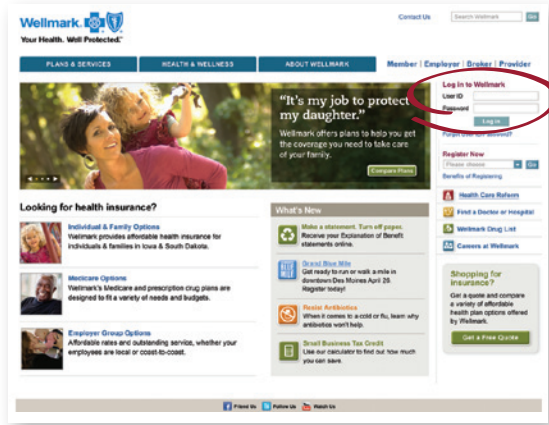 Wellmark
Your Health. Well Protected.
Contact Us
Search Wellmark
Go
PLANS & SERVICES
HEALTH & WELLNESS
ABOUT WELLMARK
Member | Employer | Broker | Provider
"It's my job to protect
my daughter."
Wellmark offers plans to help you get
the coverage you need to take care
of your family.
Compare Plans
Log in to Wellmark
User ID
Password
Log in
Forgot user ID/password?
Register Now
Please choose
Go
Benefits of Registering
Health Care Reform
Find a Doctor or Hospital
Wellmark Drug List
Careers at Wellmark
Looking for health insurance?
Individual & Family Options
Wellmark provides affordable health insurance for
individuals & families in Iowa & South Dakota.
Medicare Options
Wellmark's Medicare and prescription drug plans are
designed to fit a variety of needs and budgets.
Employer Group Options
Affordable rates and outstanding service, whether your
employees are local or coast-to-coast.
What's New
Make a statement. Turn off paper.
Receive your Explanation of Benefit
statements online.
Grand Blue Mile
Get ready to run or walk a mile in
downtown Des Moines April 26.
Register today!
Resist Antibiotics
When it comes to a cold or flu, learn why
antibiotics won't help.
Small Business Tax Credit
Use our calculator to find out how much
you can save.
Shopping for
insurance?
Get a quote and compare
a variety of affordable
health plan options offered
by Wellmark.
Get a Free Quote
Friend Us
Follow Us
Watch Us